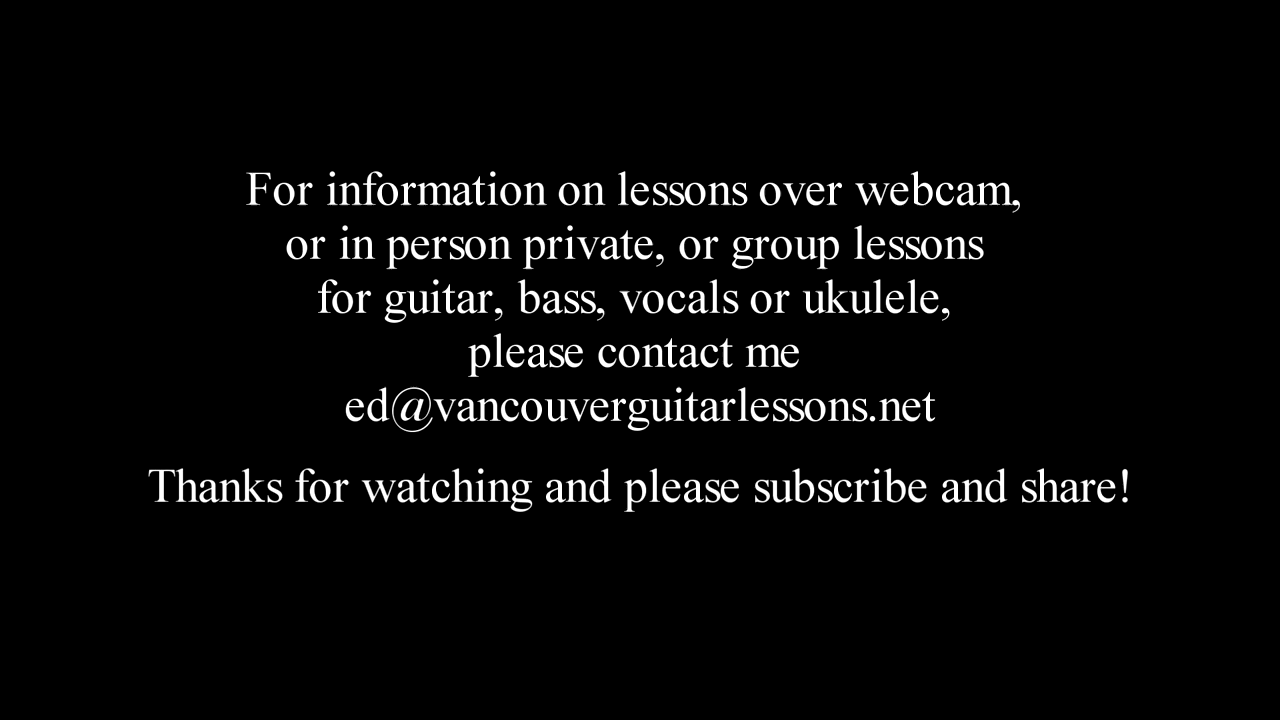 For information on lessons over webcam,
or in person private, or group lessons
for guitar, bass, vocals or ukulele,
please contact me
ed@vancouverguitarlessons.net
Thanks for watching and please subscribe and share!